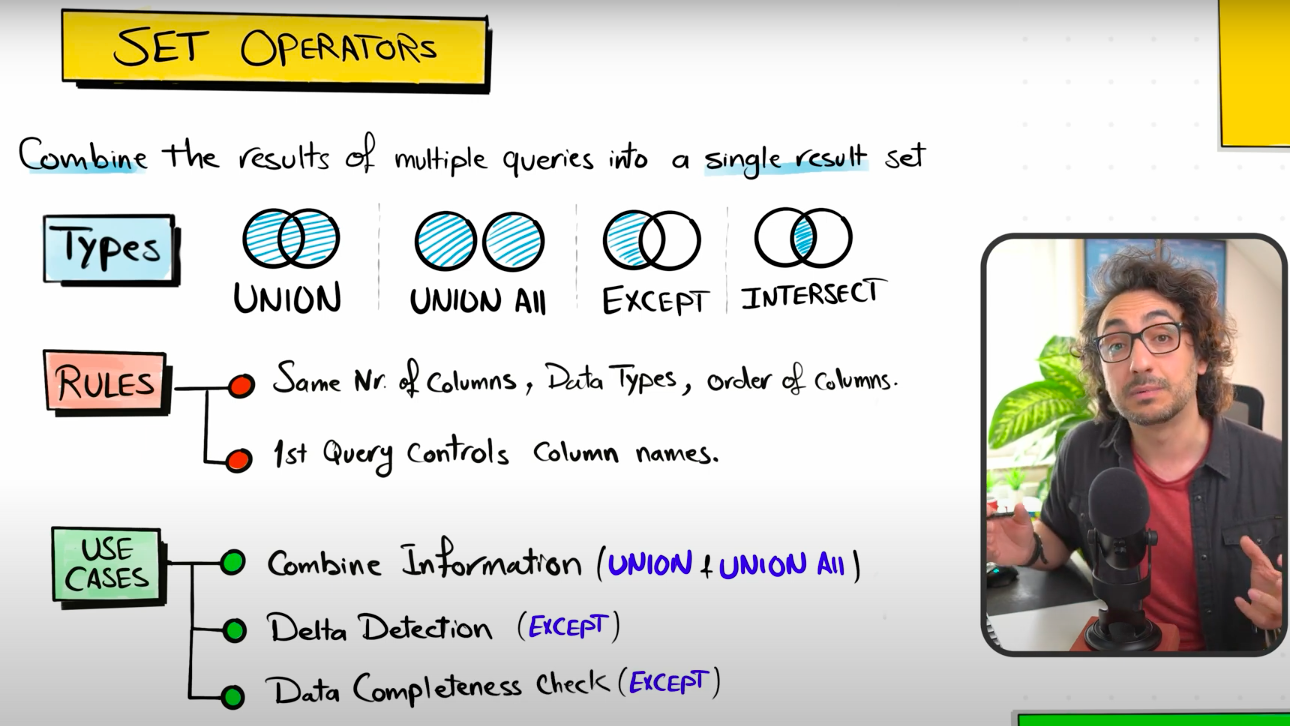 SET OPERATORS
Combine the results of multiple queries into a single result set
Types
UNION
UNION All
EXCEPT
INTERSECT
RULES
Same Nr. of Columns, Data Types, order of Columns.
1st Query Controls Column names.
USE
CASES
Combine Information (UNION + UNION All)
Delta Detection (EXCEPT)
Data Completeness Check (EXCEPT)